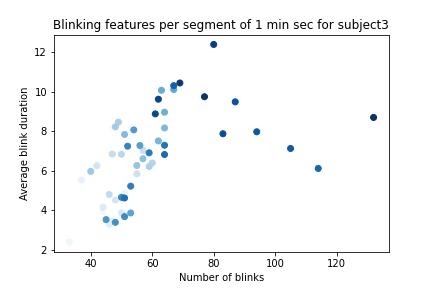 Blinking features per segment of 1 min sec for subject3
12
10
8
6
4
2
Average blink duration
40 60 80 100 120
Number of blinks